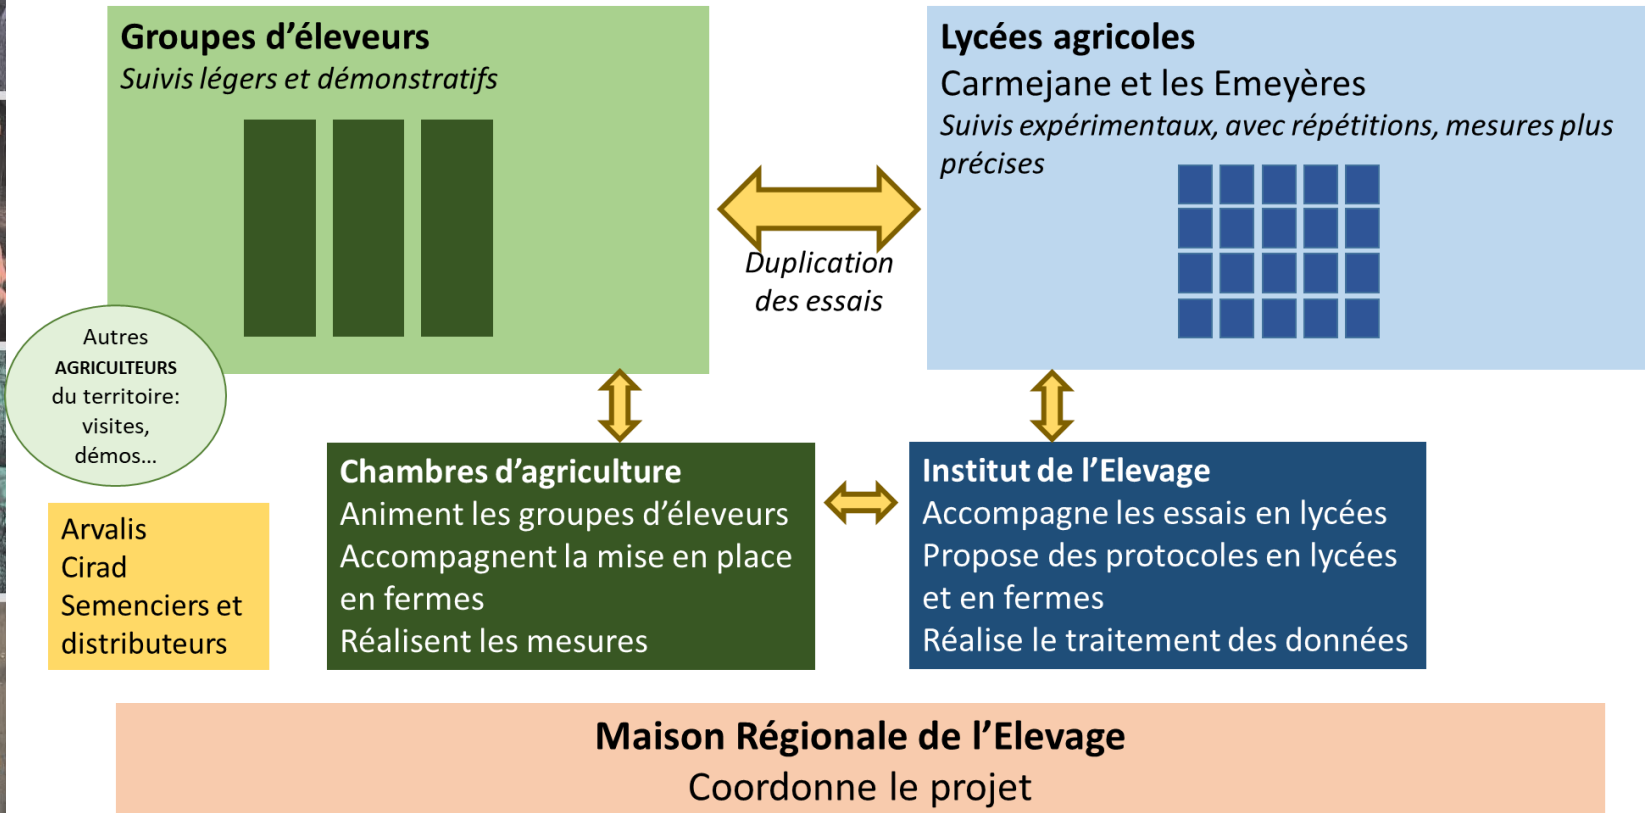 Groupes d'éleveurs
Suivis légers et démonstratifs
Lycées agricoles
Carmejane et les Emeyères
Suivis expérimentaux, avec répétitions, mesures plus
précises
Duplication
des essais
Autres
AGRICULTEURS
du territoire:
visites,
démos...
Arvalis
Cirad
Semenciers et
distributeurs
Chambres d'agriculture
Animent les groupes d'éleveurs
Accompagnent la mise en place
en fermes
Réalisent les mesures
Institut de l'Elevage
Accompagne les essais en lycées
Propose des protocoles en lycées
et en fermes
Réalise le traitement des données
Maison Régionale de l'Elevage
Coordonne le projet